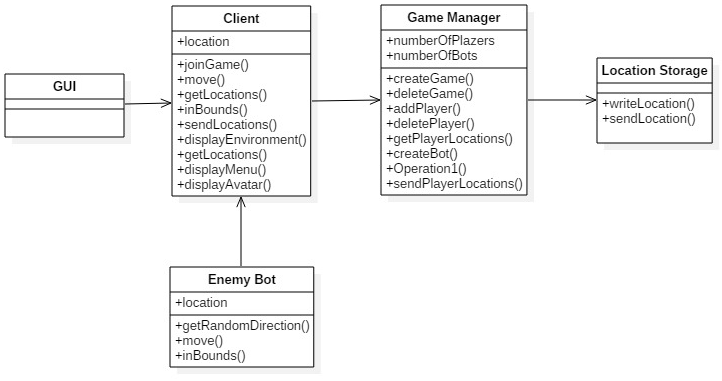 GUI
Client
+location
+joinGame()
+move()
+getLocations()
+inBounds()
+sendLocations()
+displayEnvironment()
+getLocations()
+displayMenu()
+displayAvatar()
Game Manager
+numberOfPlazers
+numberOfBots
+createGame()
+deleteGame()
+addPlayer()
+deletePlayer()
+getPlayerLocations()
+createBot()
+Operation1()
+sendPlayerLocations()
Location Storage
+writeLocation()
+sendLocation()
Enemy Bot
+location
+getRandomDirection()
+move()
+inBounds()